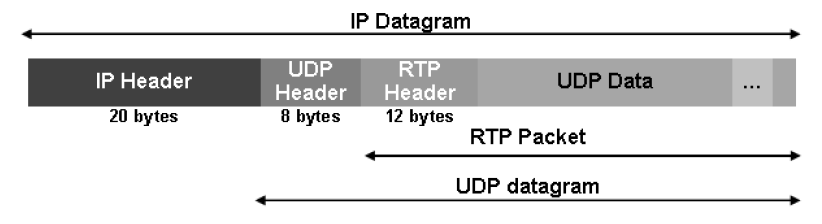 IP Datagram
IP Header
UDP Header
RTP Header
UDP Data
...
20 bytes
8 bytes
12 bytes
RTP Packet
UDP datagram